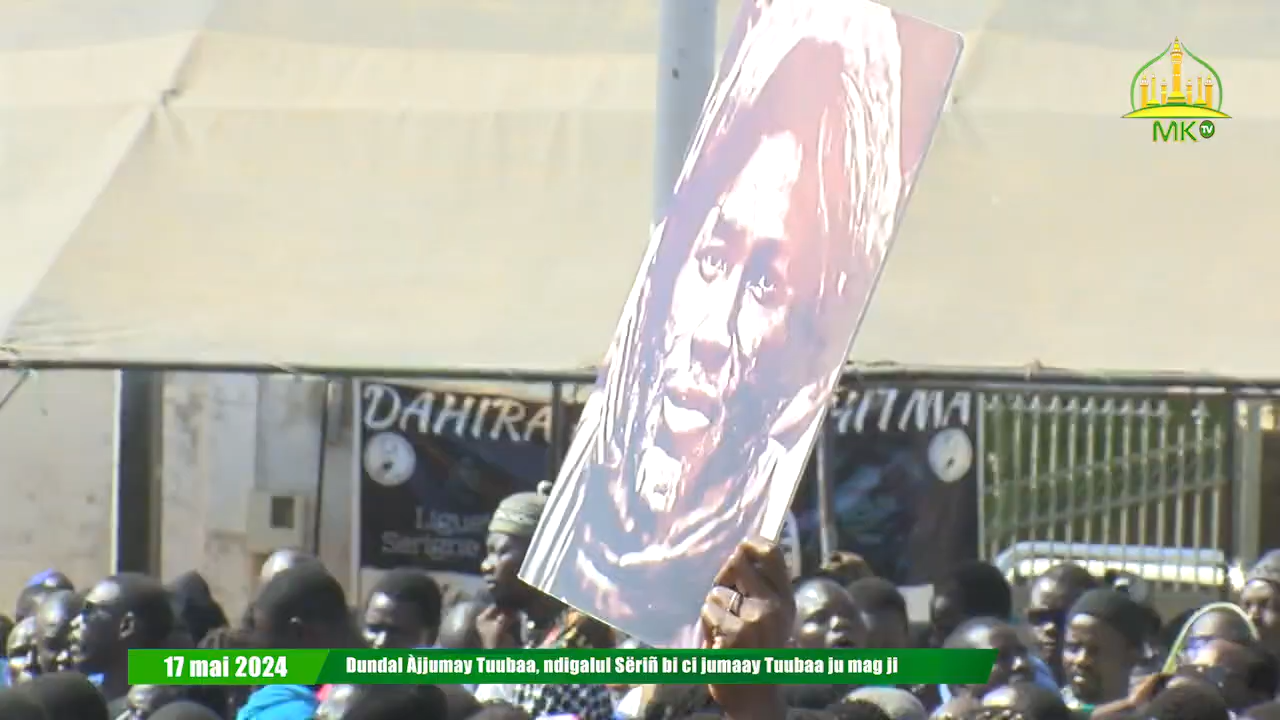 MK TV
DAHIRA
Ligue
Serigne
17 mai 2024
Dundal Àjjumay Tuubaa, ndigalul Sëriñ bi ci jumaay Tuubaa ju mag ji